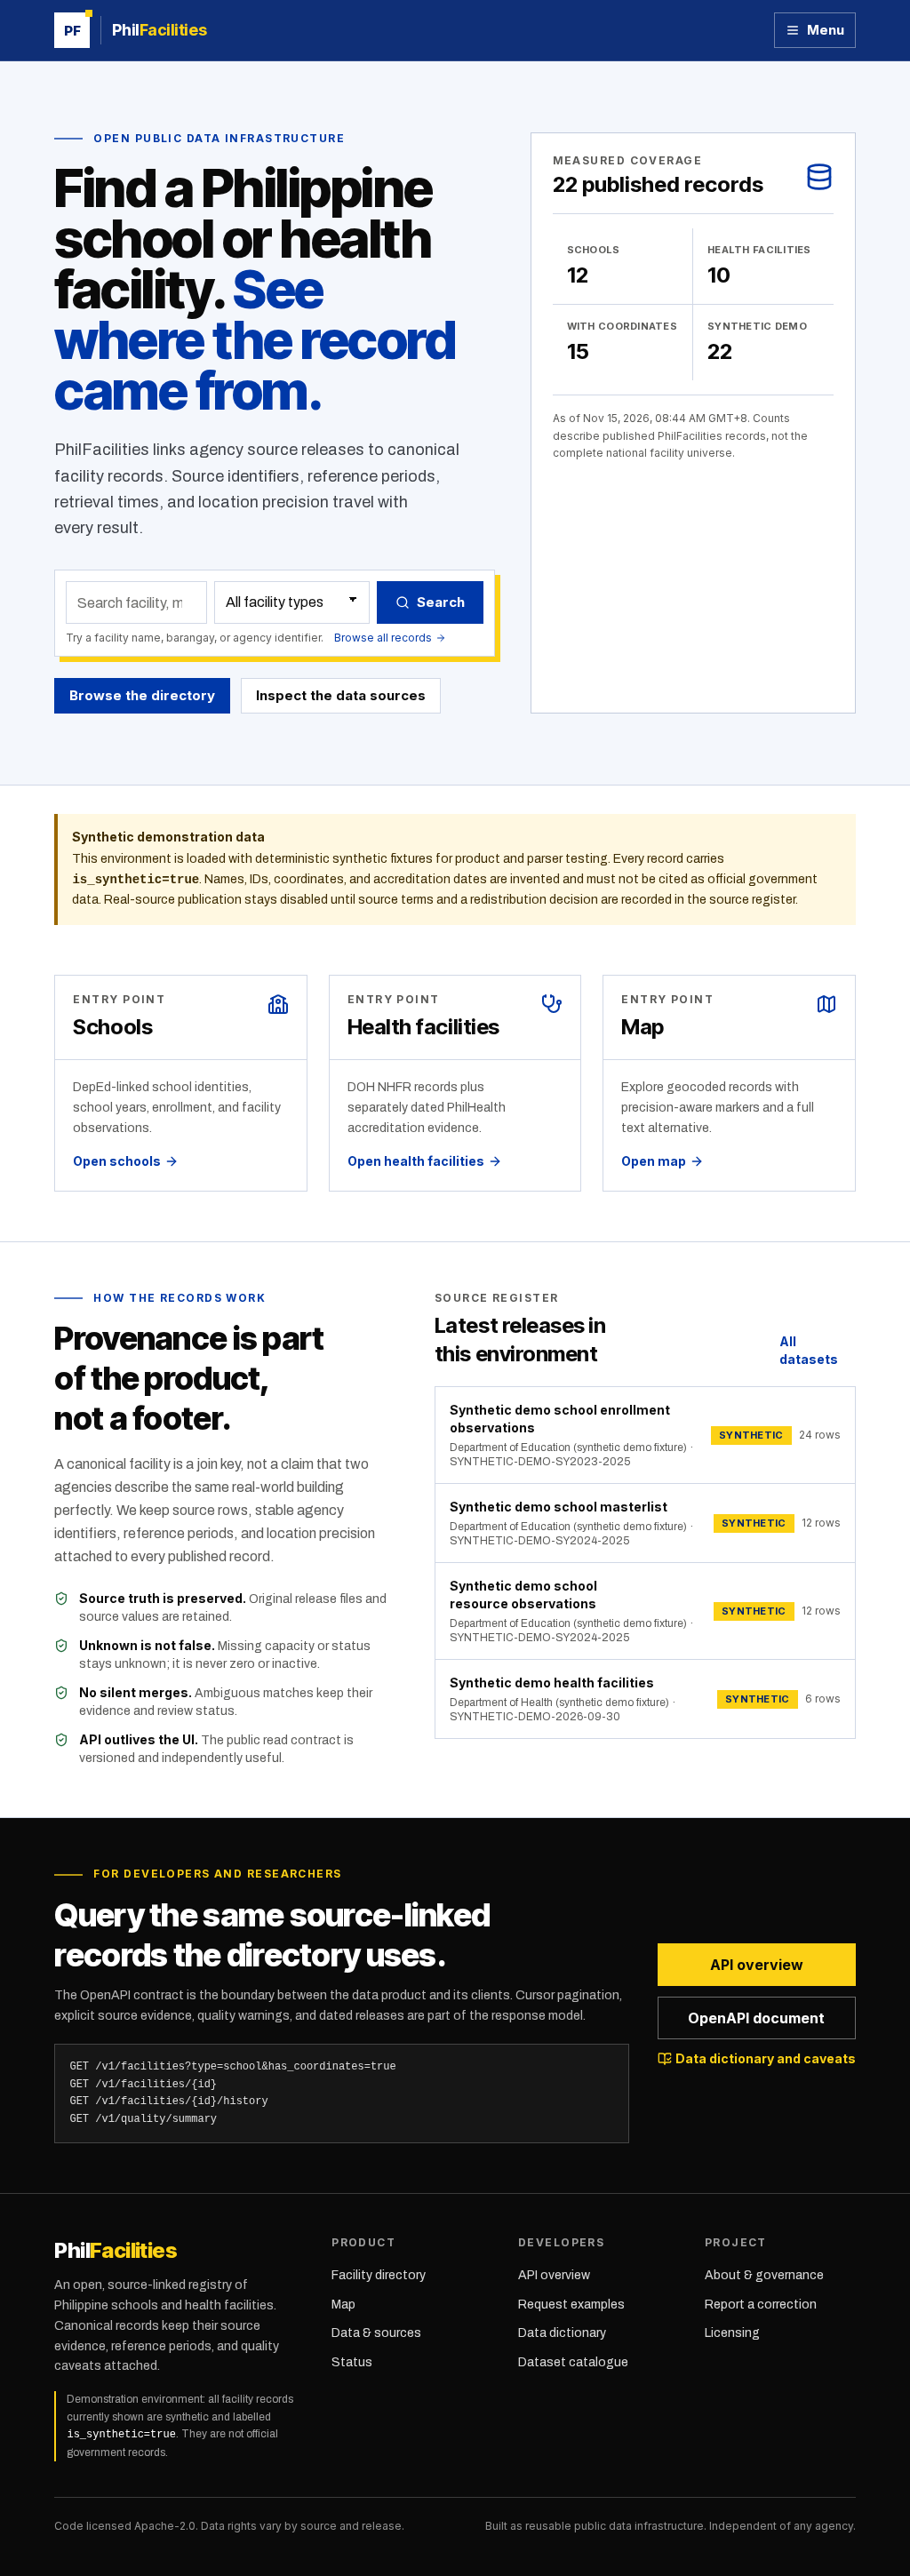 PF
PhilFacilities
Menu
OPEN PUBLIC DATA INFRASTRUCTURE
Find a Philippine
school or health
facility. See
where the record
came from.
PhilFacilities links agency source releases to canonical
facility records. Source identifiers, reference periods,
retrieval times, and location precision travel with
every result.
Search facility, m
All facility types
Search
Try a facility name, barangay, or agency identifier. Browse all records →
Browse the directory
Inspect the data sources
MEASURED COVERAGE
22 published records
SCHOOLS
12
HEALTH FACILITIES
10
WITH COORDINATES
15
SYNTHETIC DEMO
22
As of Nov 15, 2026, 08:44 AM GMT+8. Counts
describe published PhilFacilities records, not the
complete national facility universe.
Synthetic demonstration data
This environment is loaded with deterministic synthetic fixtures for product and parser testing. Every record carries
is_synthetic=true. Names, IDs, coordinates, and accreditation dates are invented and must not be cited as official government
data. Real-source publication stays disabled until source terms and a redistribution decision are recorded in the source register.
ENTRY POINT
Schools
DepEd-linked school identities,
school years, enrollment, and facility
observations.
Open schools →
ENTRY POINT
Health facilities
DOH NHFR records plus
separately dated PhilHealth
accreditation evidence.
Open health facilities →
ENTRY POINT
Map
Explore geocoded records with
precision-aware markers and a full
text alternative.
Open map →
HOW THE RECORDS WORK
Provenance is part
of the product,
not a footer.
A canonical facility is a join key, not a claim that two
agencies describe the same real-world building
perfectly. We keep source rows, stable agency
identifiers, reference periods, and location precision
attached to every published record.
Source truth is preserved. Original release files and
source values are retained.
Unknown is not false. Missing capacity or status
stays unknown; it is never zero or inactive.
No silent merges. Ambiguous matches keep their
evidence and review status.
API outlives the UI. The public read contract is
versioned and independently useful.
SOURCE REGISTER
Latest releases in
this environment
All
datasets
Synthetic demo school enrollment
observations
Department of Education (synthetic demo fixture) ·
SYNTHETIC-DEMO-SY2023-2025
SYNTHETIC 24 rows
Synthetic demo school masterlist
Department of Education (synthetic demo fixture) ·
SYNTHETIC-DEMO-SY2024-2025
SYNTHETIC 12 rows
Synthetic demo school
resource observations
Department of Education (synthetic demo fixture) ·
SYNTHETIC-DEMO-SY2024-2025
SYNTHETIC 12 rows
Synthetic demo health facilities
Department of Health (synthetic demo fixture) ·
SYNTHETIC-DEMO-2026-09-30
SYNTHETIC 6 rows
FOR DEVELOPERS AND RESEARCHERS
Query the same source-linked
records the directory uses.
The OpenAPI contract is the boundary between the data product and its clients. Cursor pagination,
explicit source evidence, quality warnings, and dated releases are part of the response model.
GET /v1/facilities?type=school&has_coordinates=true
GET /v1/facilities/{id}
GET /v1/facilities/{id}/history
GET /v1/quality/summary
API overview
OpenAPI document
Data dictionary and caveats
PhilFacilities
An open, source-linked registry of
Philippine schools and health facilities.
Canonical records keep their source
evidence, reference periods, and quality
caveats attached.
Demonstration environment: all facility records
currently shown are synthetic and labelled
is_synthetic=true. They are not official
government records.
PRODUCT
Facility directory
Map
Data & sources
Status
DEVELOPERS
API overview
Request examples
Data dictionary
Dataset catalogue
PROJECT
About & governance
Report a correction
Licensing
Code licensed Apache-2.0. Data rights vary by source and release.
Built as reusable public data infrastructure. Independent of any agency.